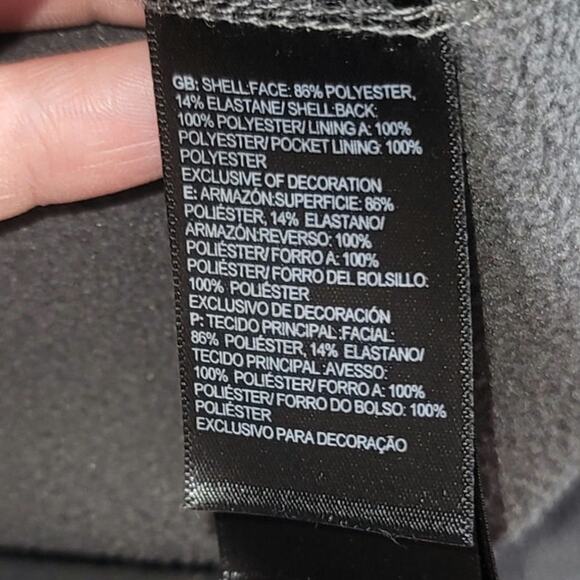 GB: SHELL:FACE: 86% POLYESTER,
14% ELASTANE/ SHELL:BACK:
100% POLYESTER/ LINING A: 100%
POLYESTER/ POCKET LINING: 100%
POLYESTER
EXCLUSIVE OF DECORATION
E: ARMAZÓN:SUPERFICIE: 86%
POLIÉSTER, 14% ELASTANO/
ARMAZÓN:REVERSO: 100%
POLIÉSTER/ FORRO A: 100%
POLIÉSTER/ FORRO DEL BOLSILLO:
100% POLIÉSTER
EXCLUSIVO DE DECORACIÓN
P: TECIDO PRINCIPAL :FACIAL:
86% POLIÉSTER, 14% ELASTANO/
TECIDO PRINCIPAL :AVESSO:
100% POLIÉSTER/ FORRO A: 100%
POLIÉSTER/ FORRO DO BOLSO: 100%
POLIÉSTER
EXCLUSIVO PARA DECORAÇÃO